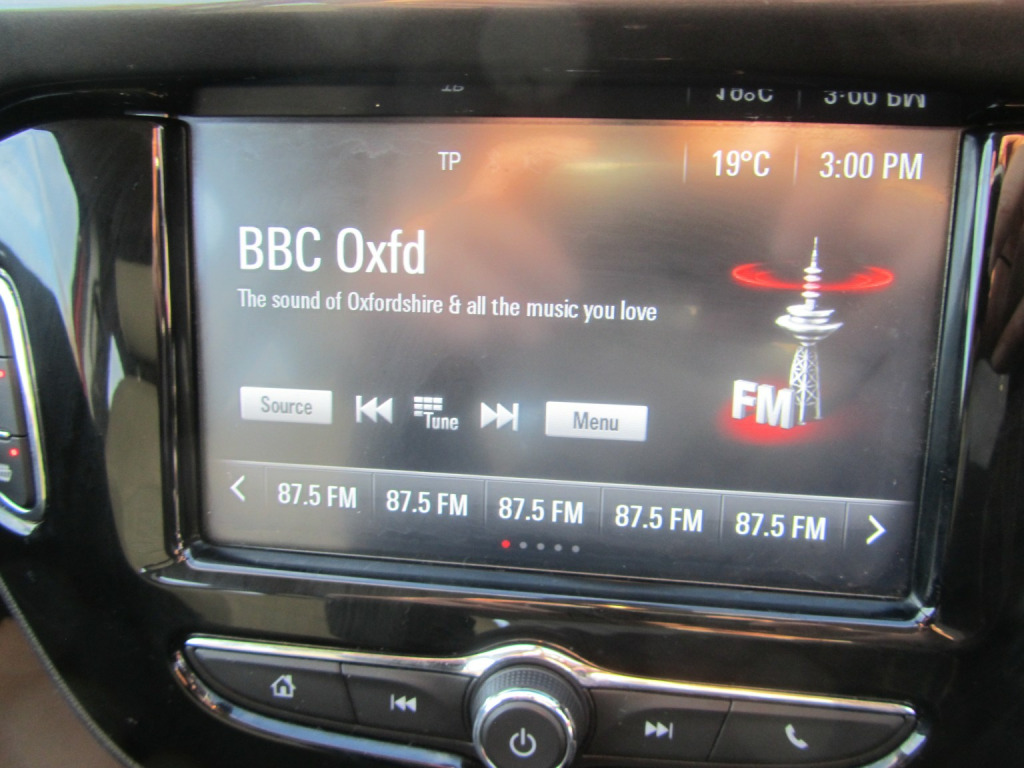 TP 19°C 3:00 PM
BBC Oxfd
The sound of Oxfordshire & all the music you love
FM
Source Tune Menu
87.5 FM 87.5 FM 87.5 FM 87.5 FM 87.5 FM